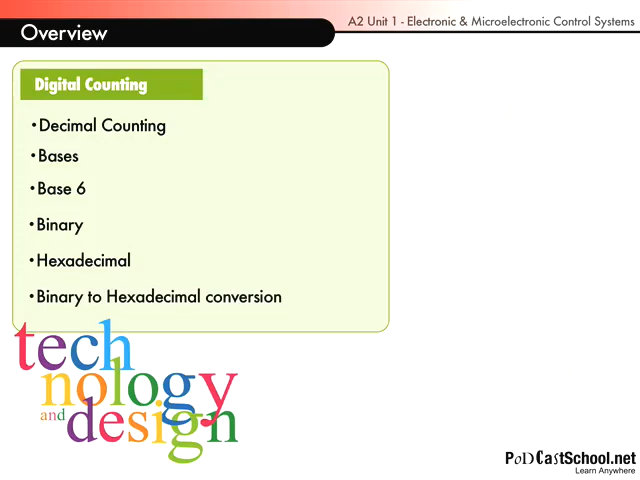 A2 Unit 1 - Electronic & Microelectronic Control Systems
Overview
Digital Counting
•Decimal Counting
•Bases
•Base 6
•Binary
•Hexadecimal
•Binary to Hexadecimal conversion
tech
nology
and design
PoDCastSchool.net
Learn Anywhere